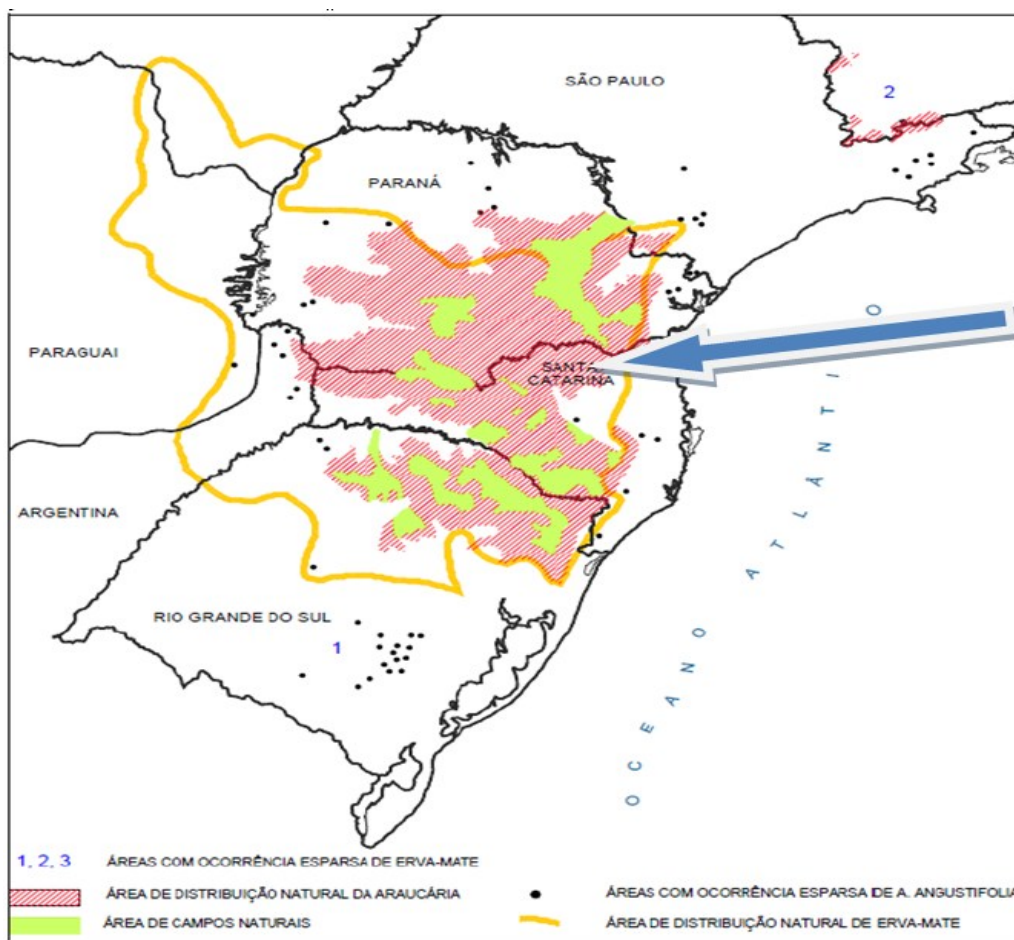 SÃO PAULO
2
PARANÁ
PARAGUAI
SANTA
CATARINA
ARGENTINA
RIO GRANDE DO SUL
1
OCEANO ATLÂNTICO
1, 2, 3 ÁREAS COM OCORRÊNCIA ESPARSA DE ERVA-MATE
ÁREA DE DISTRIBUIÇÃO NATURAL DA ARAUCÁRIA
ÁREAS COM OCORRÊNCIA ESPARSA DE A. ANGUSTIFOLIA
ÁREA DE CAMPOS NATURAIS
ÁREA DE DISTRIBUIÇÃO NATURAL DE ERVA-MATE